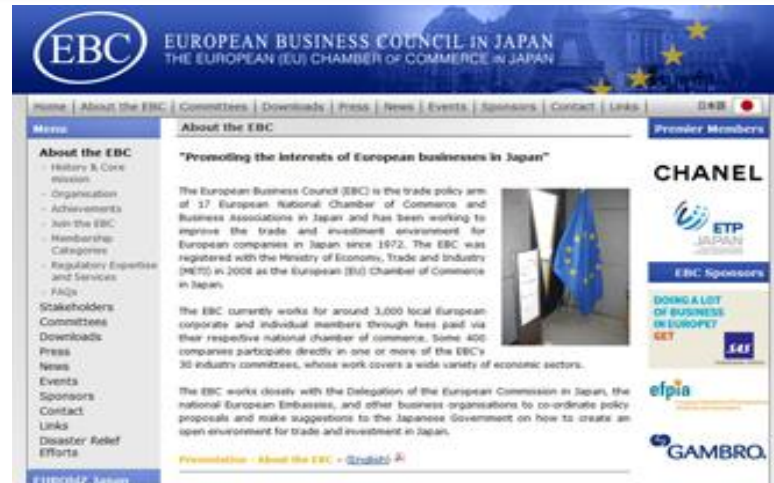 EBC
EUROPEAN BUSINESS COUNCIL IN JAPAN
THE EUROPEAN (EU) CHAMBER OF COMMERCE IN JAPAN
Home | About the EBC | Committees | Downloads | Press | News | Events | Sponsors | Contact | Links |
日本語
Menu
About the EBC
- History & Core
mission
- Organisation
- Achievements
- Join the EBC
- Membership
Categories
- Regulatory Expertise
and Services
- FAQs
Stakeholders
Committees
Downloads
Press
News
Events
Sponsors
Contact
Links
Disaster Relief
Efforts
EUROBIZ Japan
About the EBC
"Promoting the interests of European businesses in Japan"
The European Business Council (EBC) is the trade policy arm
of 17 European National Chamber of Commerce and
Business Associations in Japan and has been working to
improve the trade and investment environment for
European companies in Japan since 1972. The EBC was
registered with the Ministry of Economy, Trade and Industry
(METI) in 2008 as the European (EU) Chamber of Commerce
in Japan.
The EBC currently works for around 3,000 local European
corporate and individual members through fees paid via
their respective national chamber of commerce. Some 400
companies participate directly in one or more of the EBC's
30 industry committees, whose work covers a wide variety of economic sectors.
The EBC works closely with the Delegation of the European Commission in Japan, the
national European Embassies, and other business organisations to co-ordinate policy
proposals and make suggestions to the Japanese Government on how to create an
open environment for trade and investment in Japan.
Presentation - About the EBC - (English)
Premier Members
CHANEL
ETP
JAPAN
EBC Sponsors
DOING A LOT
OF BUSINESS
IN EUROPE?
GET
SAS
efpia
GAMBRO.